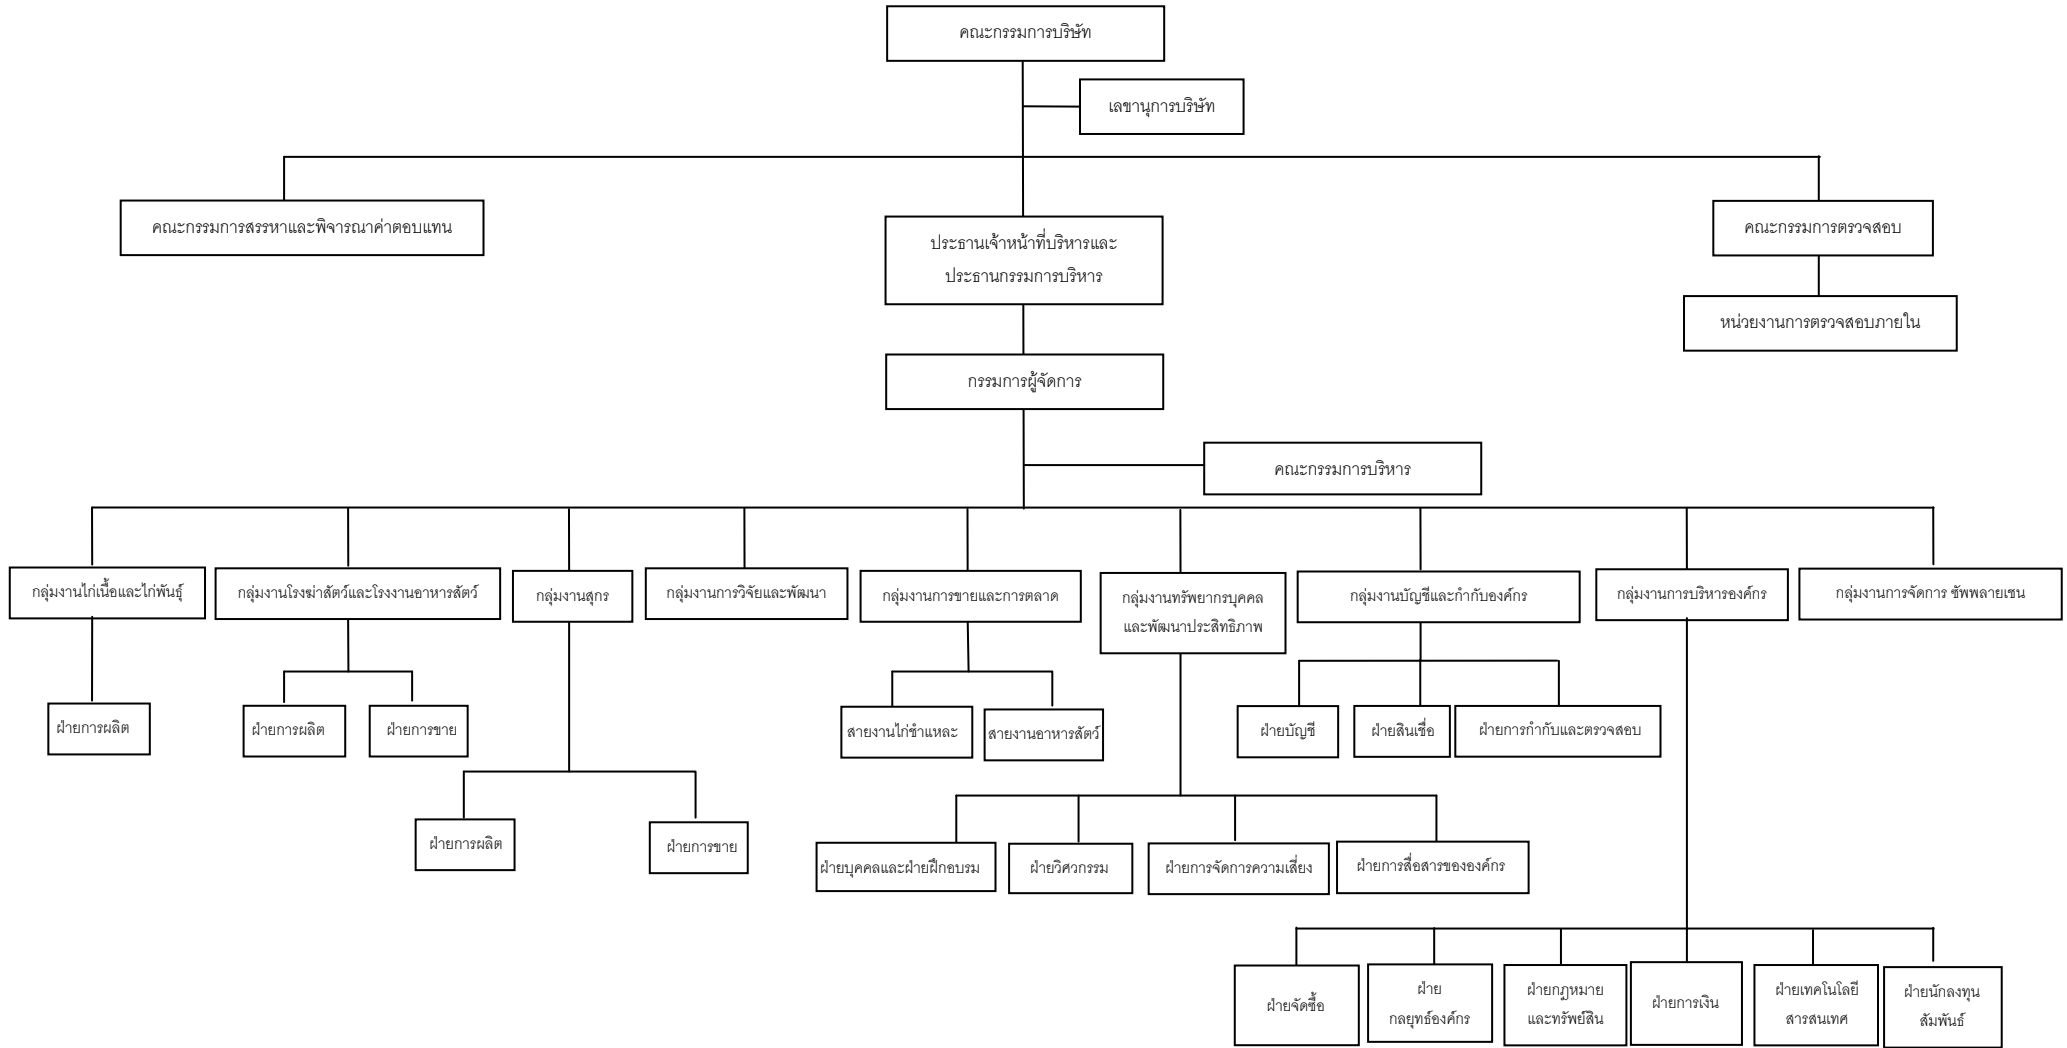 คณะกรรมการบริษัท
เลขานุการบริษัท
คณะกรรมการสรรหาและพิจารณาค่าตอบแทน
ประธานเจ้าหน้าที่บริหารและ
ประธานกรรมการบริหาร
คณะกรรมการตรวจสอบ
หน่วยงานการตรวจสอบภายใน
กรรมการผู้จัดการ
คณะกรรมการบริหาร
กลุ่มงานไก่เนื้อและไก่พันธุ์
กลุ่มงานโรงฆ่าสัตว์และโรงงานอาหารสัตว์
กลุ่มงานสุกร
กลุ่มงานการวิจัยและพัฒนา
กลุ่มงานการขายและการตลาด
กลุ่มงานทรัพยากรบุคคล
และพัฒนาประสิทธิภาพ
กลุ่มงานบัญชีและกำกับองค์กร
กลุ่มงานการบริหารองค์กร
กลุ่มงานการจัดการ ซัพพลายเชน
ฝ่ายการผลิต
ฝ่ายการผลิต
ฝ่ายการขาย
สายงานไก่ชำแหละ
สายงานอาหารสัตว์
ฝ่ายบัญชี
ฝ่ายสินเชื่อ
ฝ่ายการกำกับและตรวจสอบ
ฝ่ายการผลิต
ฝ่ายการขาย
ฝ่ายบุคคลและฝ่ายฝึกอบรม
ฝ่ายวิศวกรรม
ฝ่ายการจัดการความเสี่ยง
ฝ่ายการสื่อสารขององค์กร
ฝ่ายจัดซื้อ
ฝ่าย
กลยุทธ์องค์กร
ฝ่ายกฎหมาย
และทรัพย์สิน
ฝ่ายการเงิน
ฝ่ายเทคโนโลยี
สารสนเทศ
ฝ่ายนักลงทุน
สัมพันธ์